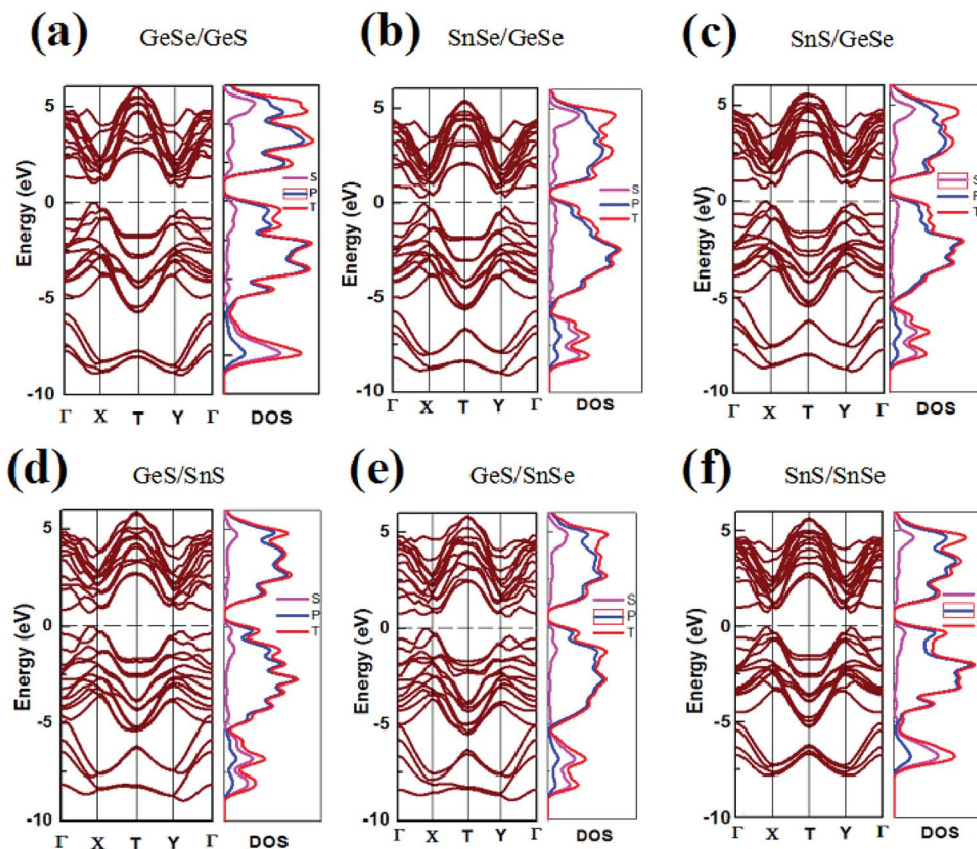 (a) GeSe/GeS
(b) SnSe/GeSe
(c) SnS/GeSe
Energy (eV)
5
0
-5
-10
S
P
T
Γ X T Y Γ DOS
Energy (eV)
5
0
-5
-10
S
P
T
Γ X T Y Γ DOS
Energy (eV)
5
0
-5
-10
S
P
T
Γ X T Y Γ DOS
(d) GeS/SnS
(e) GeS/SnSe
(f) SnS/SnSe
Energy (eV)
5
0
-5
-10
S
P
T
Γ X T Y Γ DOS
Energy (eV)
5
0
-5
-10
S
P
T
Γ X T Y Γ DOS
Energy (eV)
5
0
-5
-10
Γ X T Y Γ DOS